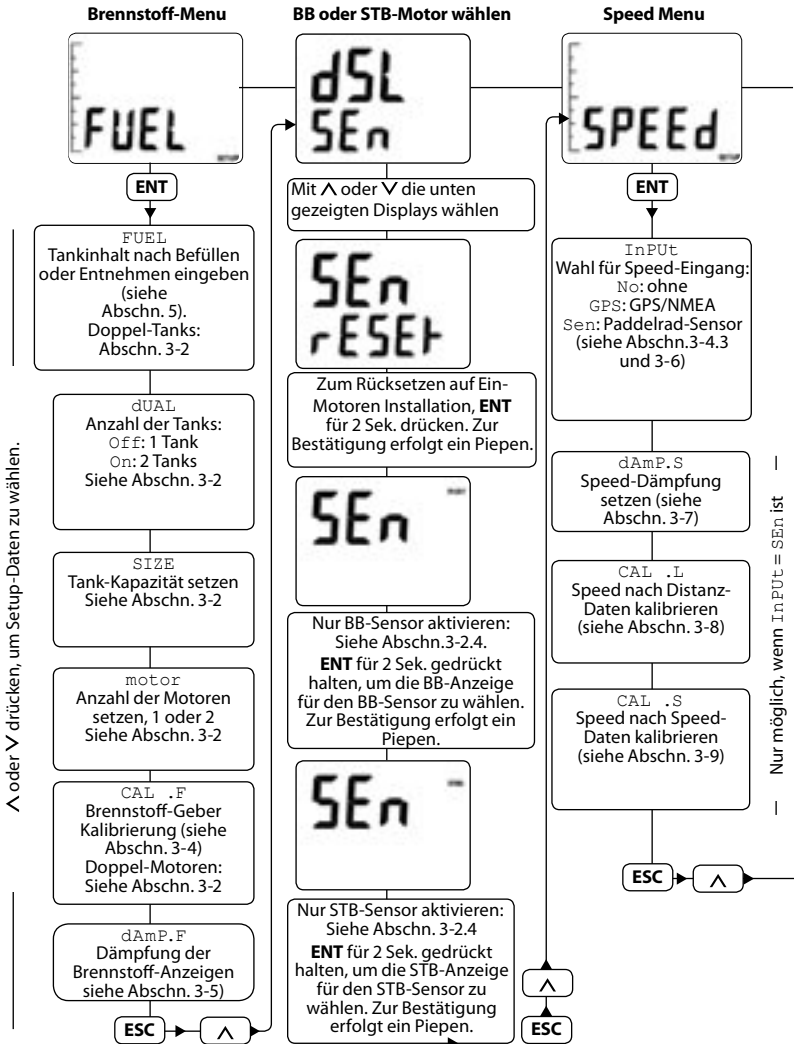 Brennstoff-Menu
FUEL
ENT
FUEL
Tankinhalt nach Befüllen
oder Entnehmen eingeben
(siehe
Abschn. 5).
Doppel-Tanks:
Abschn. 3-2
dUAL
Anzahl der Tanks:
Off: 1 Tank
On: 2 Tanks
Siehe Abschn. 3-2
SIZE
Tank-Kapazität setzen
Siehe Abschn. 3-2
motor
Anzahl der Motoren
setzen, 1 oder 2
Siehe Abschn. 3-2
CAL .F
Brennstoff-Geber
Kalibrierung (siehe
Abschn. 3-4)
Doppel-Motoren:
Siehe Abschn. 3-2
dAmP.F
Dämpfung der
Brennstoff-Anzeigen
siehe Abschn. 3-5)
ESC
∧
∧ oder ∨ drücken, um Setup-Daten zu wählen.
BB oder STB-Motor wählen
dSL
SEn
Mit ∧ oder ∨ die unten
gezeigten Displays wählen
SEn
rESEt
Zum Rücksetzen auf Ein-
Motoren Installation, ENT
für 2 Sek. drücken. Zur
Bestätigung erfolgt ein Piepen.
SEn
Nur BB-Sensor aktivieren:
Siehe Abschn.3-2.4.
ENT für 2 Sek. gedrückt
halten, um die BB-Anzeige
für den BB-Sensor zu wählen.
Zur Bestätigung erfolgt ein
Piepen.
SEn
Nur STB-Sensor aktivieren:
Siehe Abschn. 3-2.4
ENT für 2 Sek. gedrückt
halten, um die STB-Anzeige
für den STB-Sensor zu
wählen. Zur Bestätigung
erfolgt ein Piepen.
∧
ESC
Speed Menu
SPEEd
ENT
InPUt
Wahl für Speed-Eingang:
No: ohne
GPS: GPS/NMEA
Sen: Paddelrad-Sensor
(siehe Abschn.3-4.3
und 3-6)
dAmP.S
Speed-Dämpfung
setzen (siehe
Abschn. 3-7)
CAL .L
Speed nach Distanz-
Daten kalibrieren
(siehe Abschn. 3-8)
CAL .S
Speed nach Speed-
Daten kalibrieren
(siehe Abschn. 3-9)
ESC
∧
Nur möglich, wenn InPUt = SEn ist